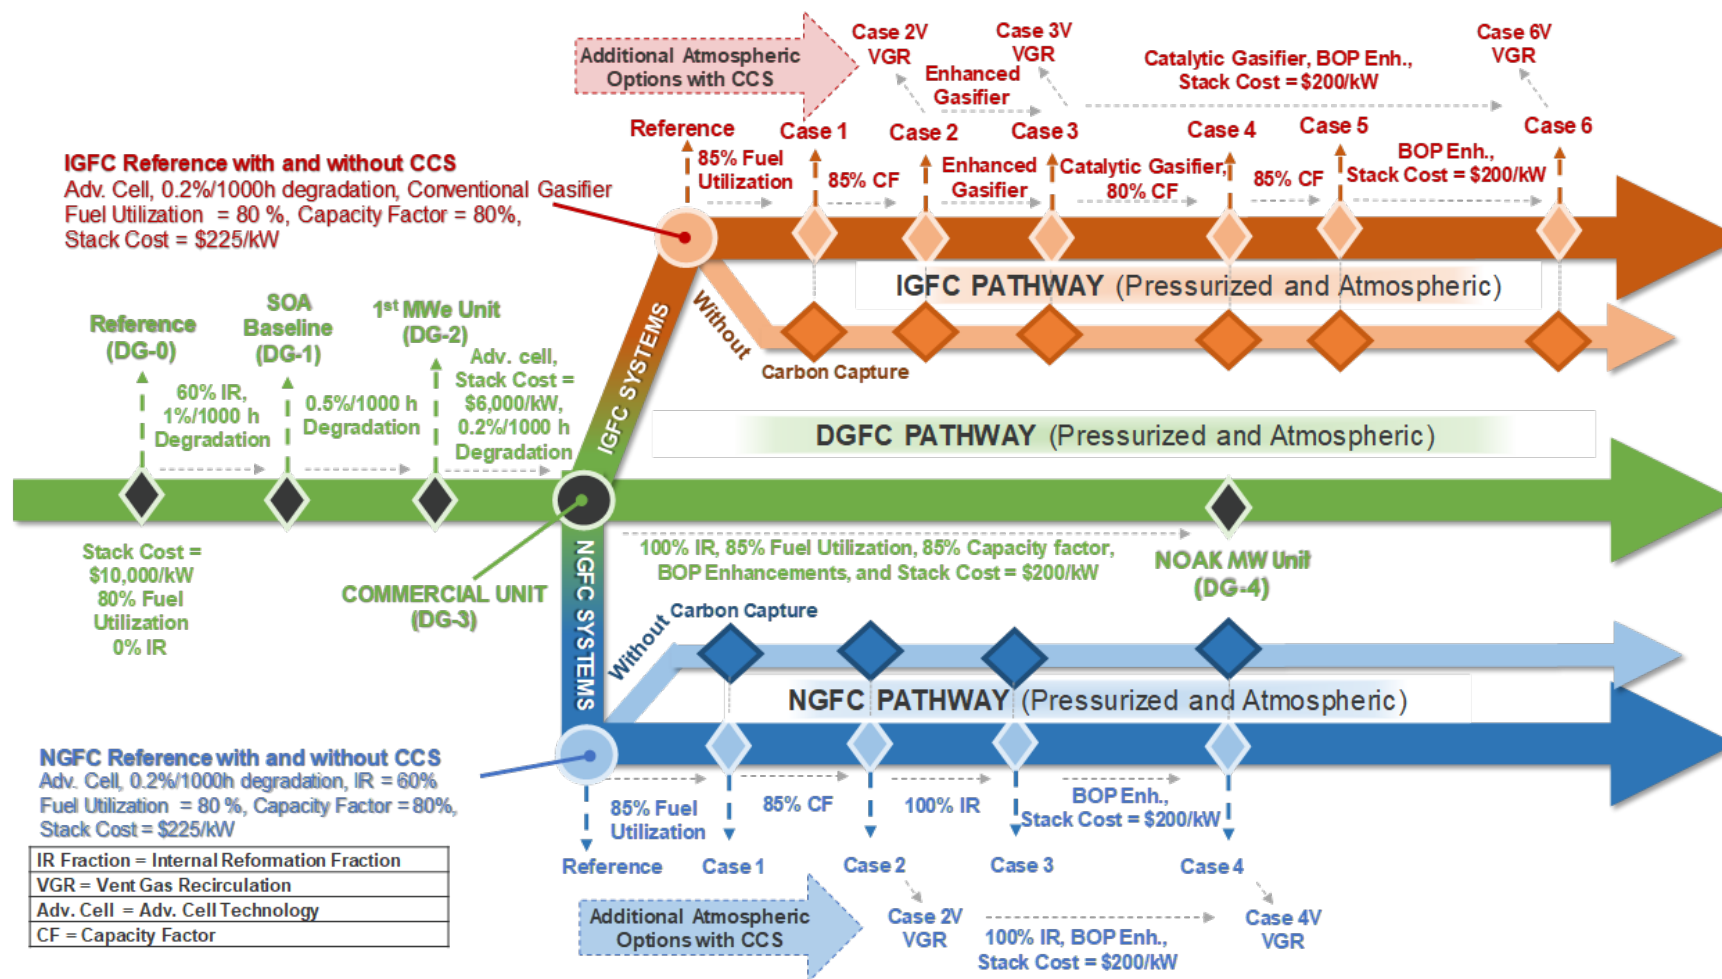 Additional Atmospheric
Options with CCS
Case 2V
VGR
Enhanced
Gasifier
Case 3V
VGR
Catalytic Gasifier, BOP Enh.,
Stack Cost = $200/kW
Case 6V
VGR
Reference
Case 1
Case 2
Case 3
Case 4
Case 5
Case 6
85% Fuel
Utilization
85% CF
Enhanced
Gasifier
Catalytic Gasifier,
80% CF
85% CF
BOP Enh.,
Stack Cost = $200/kW
IGFC Reference with and without CCS
Adv. Cell, 0.2%/1000h degradation, Conventional Gasifier
Fuel Utilization = 80 %, Capacity Factor = 80%,
Stack Cost = $225/kW
IGFC PATHWAY (Pressurized and Atmospheric)
Without
Carbon Capture
IGFC SYSTEMS
Reference
(DG-0)
SOA
Baseline
(DG-1)
1st MWe Unit
(DG-2)
60% IR,
1%/1000 h
Degradation
0.5%/1000 h
Degradation
Adv. cell,
Stack Cost =
$6,000/kW,
0.2%/1000 h
Degradation
DGFC PATHWAY (Pressurized and Atmospheric)
Stack Cost =
$10,000/kW
80% Fuel
Utilization
0% IR
COMMERCIAL UNIT
(DG-3)
100% IR, 85% Fuel Utilization, 85% Capacity factor,
BOP Enhancements, and Stack Cost = $200/kW
NOAK MW Unit
(DG-4)
NGFC SYSTEMS
Without
Carbon Capture
NGFC PATHWAY (Pressurized and Atmospheric)
NGFC Reference with and without CCS
Adv. Cell, 0.2%/1000h degradation, IR = 60%
Fuel Utilization = 80 %, Capacity Factor = 80%,
Stack Cost = $225/kW
85% Fuel
Utilization
85% CF
100% IR
BOP Enh.,
Stack Cost = $200/kW
Reference
Case 1
Case 2
Case 3
Case 4
IR Fraction = Internal Reformation Fraction
VGR = Vent Gas Recirculation
Adv. Cell = Adv. Cell Technology
CF = Capacity Factor
Additional Atmospheric
Options with CCS
Case 2V
VGR
100% IR, BOP Enh.,
Stack Cost = $200/kW
Case 4V
VGR